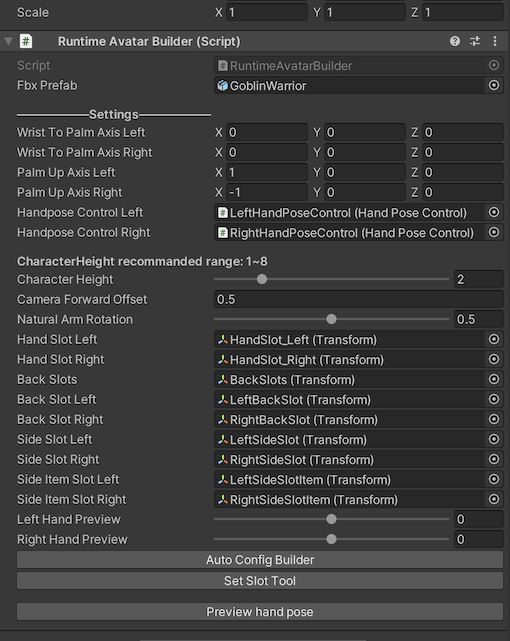 Scale X 1 Y 1 Z 1
Runtime Avatar Builder (Script)
Script RuntimeAvatarBuilder
Fbx Prefab GoblinWarrior
Settings
Wrist To Palm Axis Left X 0 Y 0 Z 0
Wrist To Palm Axis Right X 0 Y 0 Z 0
Palm Up Axis Left X 1 Y 0 Z 0
Palm Up Axis Right X -1 Y 0 Z 0
Handpose Control Left LeftHandPoseControl (Hand Pose Control)
Handpose Control Right RightHandPoseControl (Hand Pose Control)
CharacterHeight recommanded range: 1~8
Character Height 2
Camera Forward Offset 0.5
Natural Arm Rotation 0.5
Hand Slot Left HandSlot_Left (Transform)
Hand Slot Right HandSlot_Right (Transform)
Back Slots BackSlots (Transform)
Back Slot Left LeftBackSlot (Transform)
Back Slot Right RightBackSlot (Transform)
Side Slot Left LeftSideSlot (Transform)
Side Slot Right RightSideSlot (Transform)
Side Item Slot Left LeftSideSlotItem (Transform)
Side Item Slot Right RightSideSlotItem (Transform)
Left Hand Preview 0
Right Hand Preview 0
Auto Config Builder
Set Slot Tool
Preview hand pose